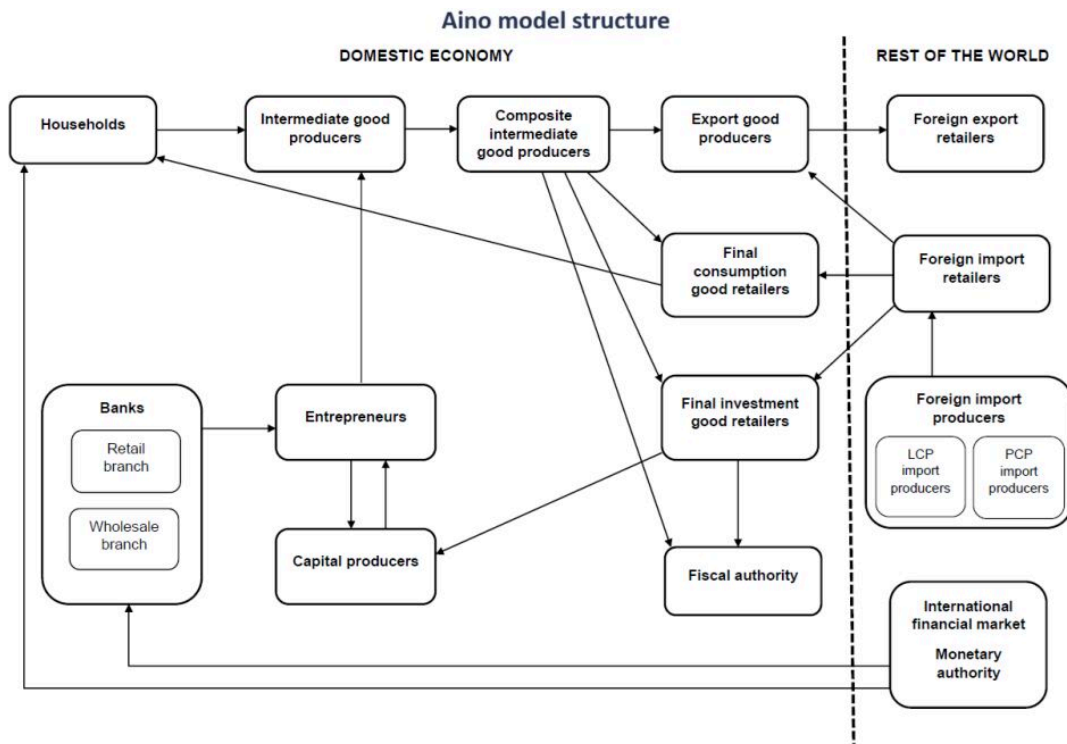 Aino model structure
DOMESTIC ECONOMY
REST OF THE WORLD
Households
Intermediate good
producers
Composite
intermediate
good producers
Export good
producers
Foreign export
retailers
Final
consumption
good retailers
Foreign import
retailers
Banks
Retail
branch
Wholesale
branch
Entrepreneurs
Final investment
good retailers
Foreign import
producers
LCP
import
producers
PCP
import
producers
Capital producers
Fiscal authority
International
financial market
Monetary
authority